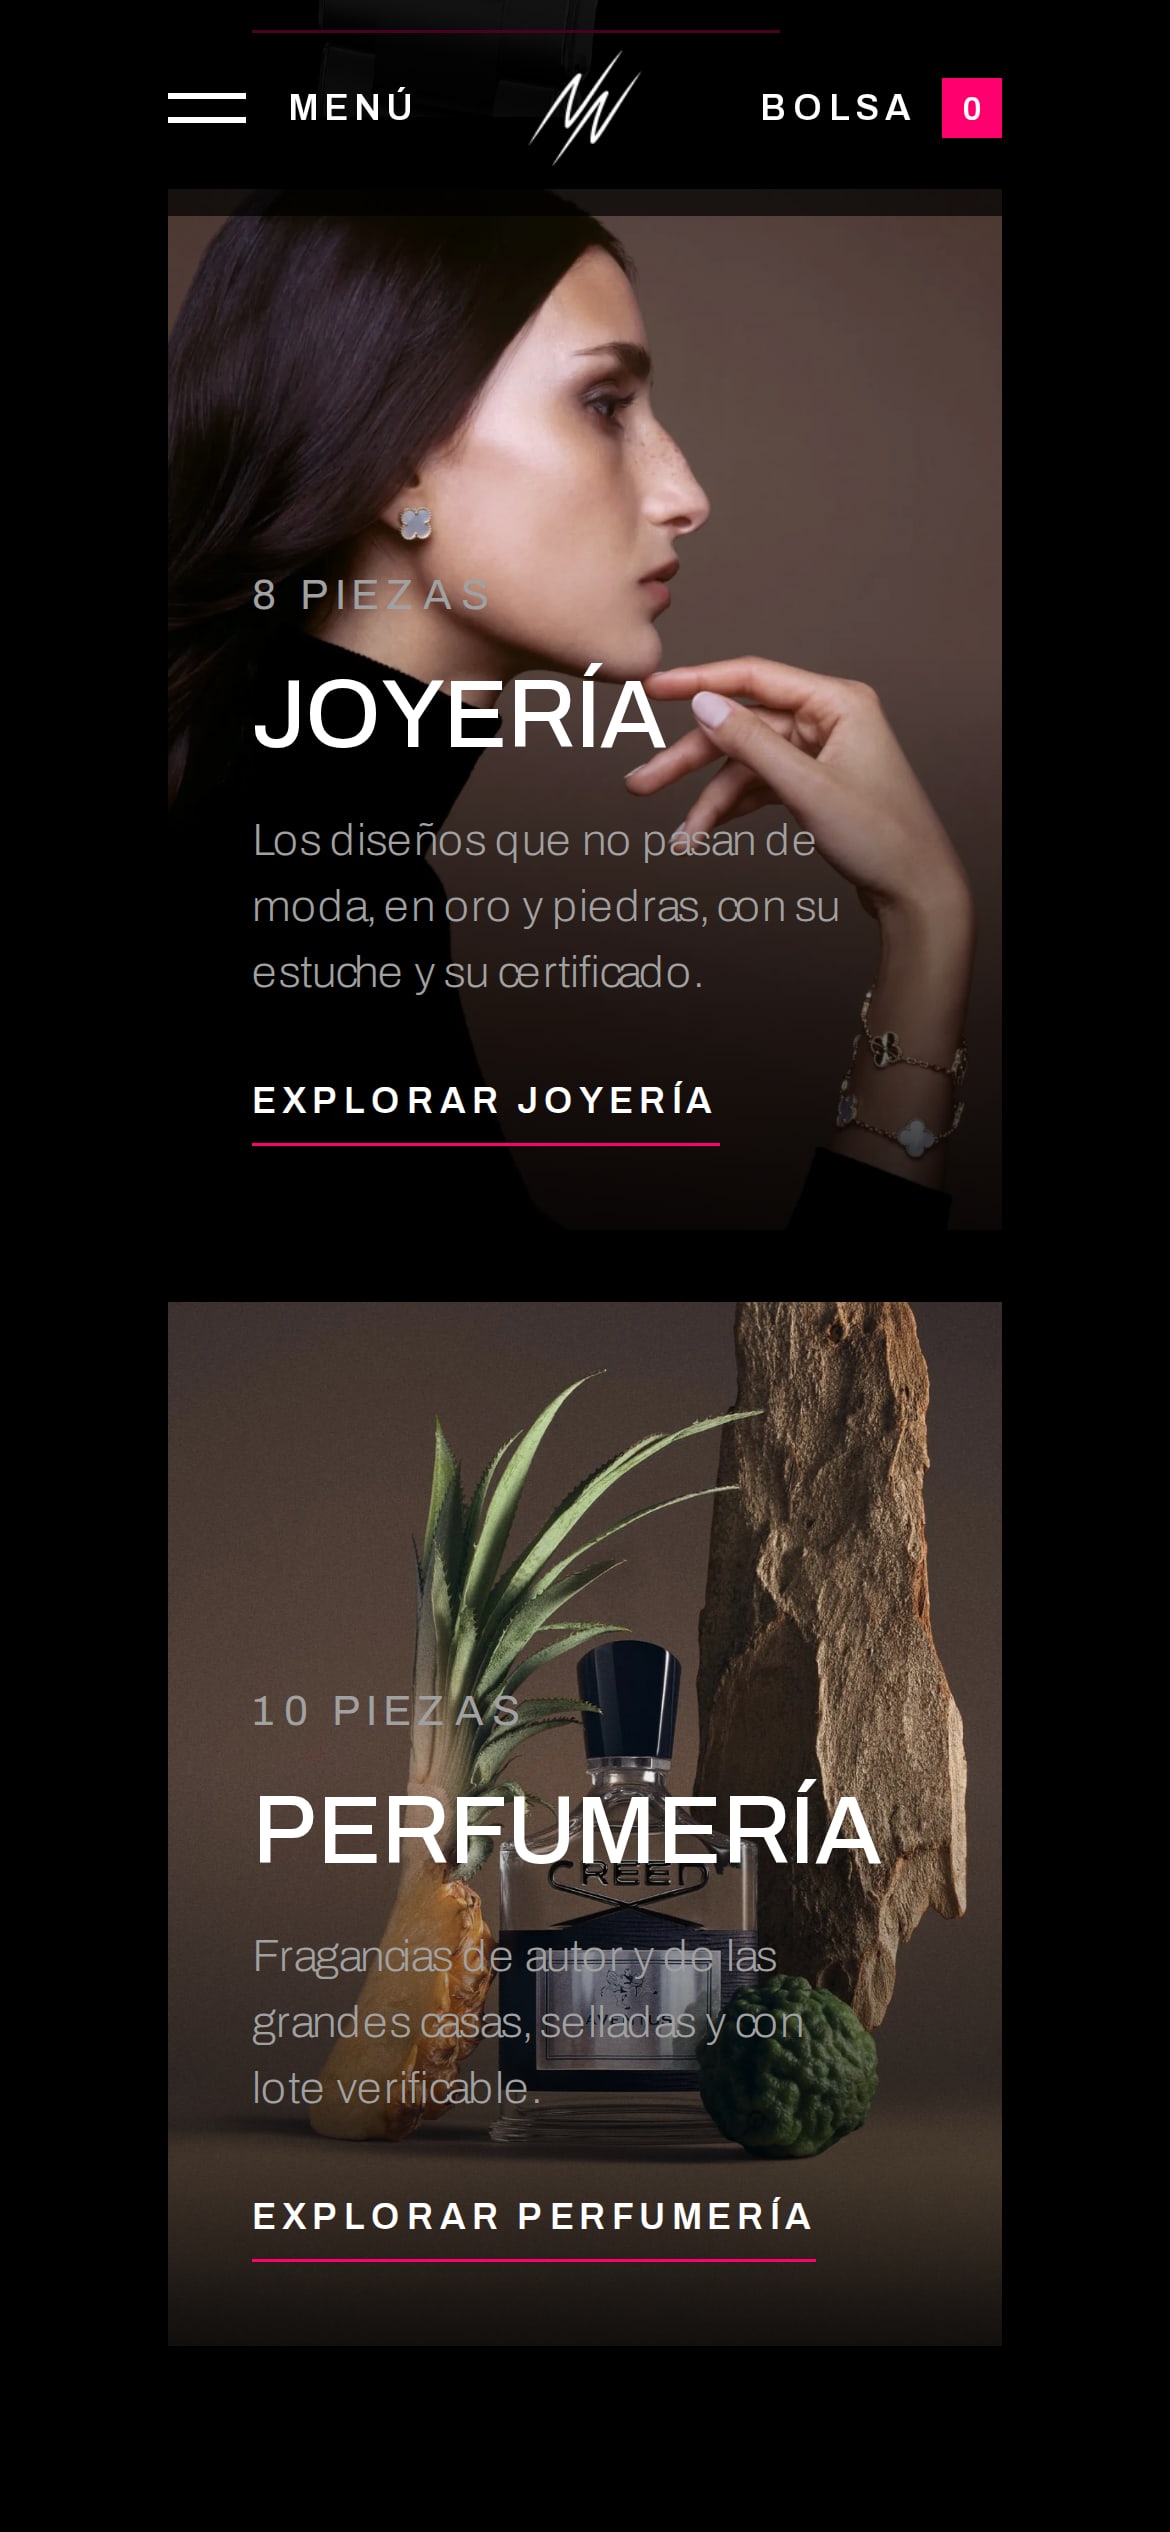 MENÚ
BOLSA 0
8 PIEZAS
JOYERÍA
Los diseños que no pasan de
moda, en oro y piedras, con su
estuche y su certificado.
EXPLORAR JOYERÍA
10 PIEZAS
PERFUMERÍA
CREED
Fragancias de autor y de las
AVENTUS
grandes casas, selladas y con
lote verificable.
EXPLORAR PERFUMERÍA